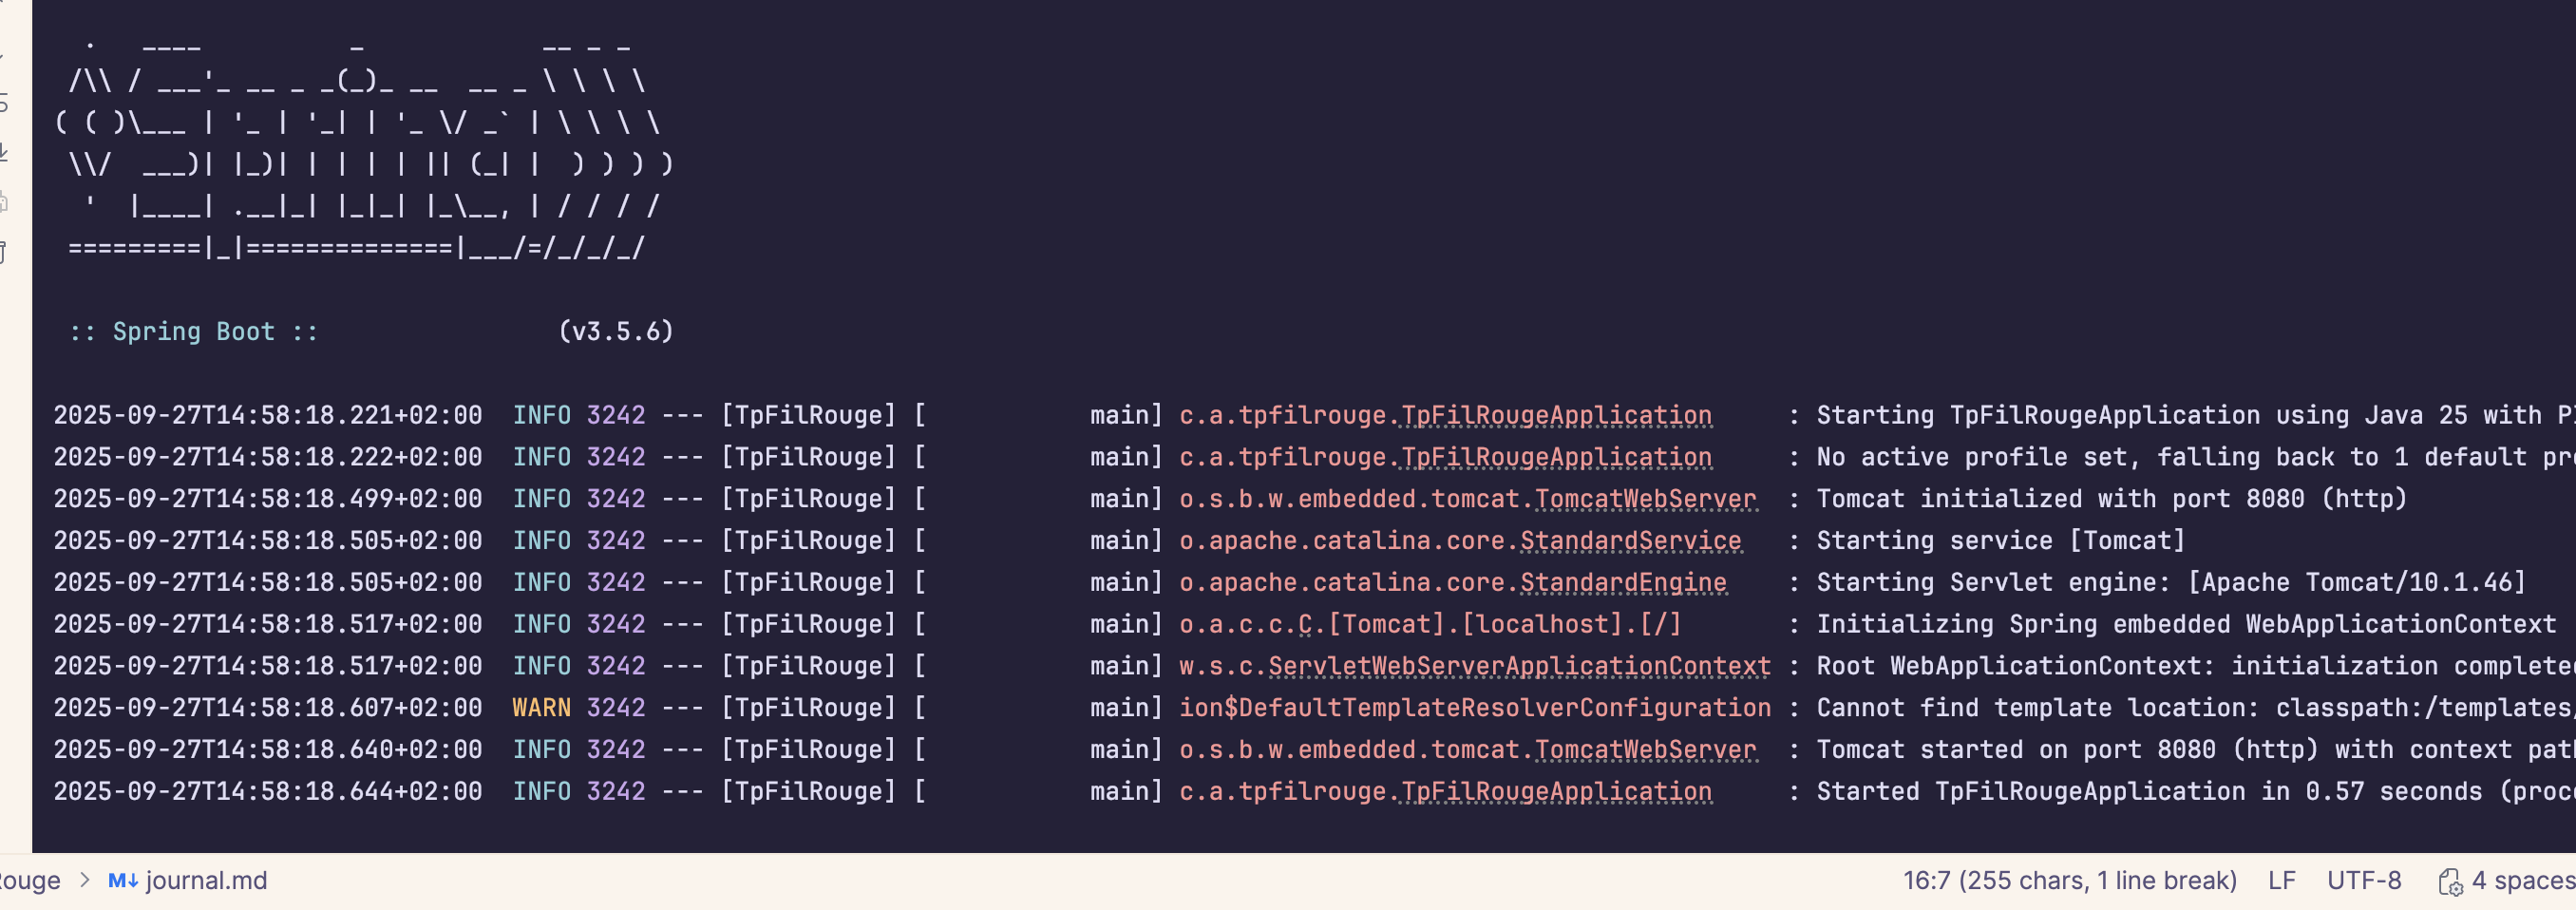 .   ____          _            __ _ _
 /\\ / ___'_ __ _ _(_)_ __  __ _ \ \ \ \
( ( )\___ | '_ | '_| | '_ \/ _` | \ \ \ \
 \\/  ___)| |_)| | | | | || (_| |  ) ) ) )
  '  |____| .__|_| |_|_| |_\__, | / / / /
 =========|_|==============|___/=/_/_/_/
:: Spring Boot ::                (v3.5.6)
2025-09-27T14:58:18.221+02:00  INFO 3242 --- [TpFilRouge] [           main] c.a.tpfilrouge.TpFilRougeApplication     : Starting TpFilRougeApplication using Java 25 with
2025-09-27T14:58:18.222+02:00  INFO 3242 --- [TpFilRouge] [           main] c.a.tpfilrouge.TpFilRougeApplication     : No active profile set, falling back to 1 default
2025-09-27T14:58:18.499+02:00  INFO 3242 --- [TpFilRouge] [           main] o.s.b.w.embedded.tomcat.TomcatWebServer  : Tomcat initialized with port 8080 (http)
2025-09-27T14:58:18.505+02:00  INFO 3242 --- [TpFilRouge] [           main] o.apache.catalina.core.StandardService   : Starting service [Tomcat]
2025-09-27T14:58:18.505+02:00  INFO 3242 --- [TpFilRouge] [           main] o.apache.catalina.core.StandardEngine    : Starting Servlet engine: [Apache Tomcat/10.1.46]
2025-09-27T14:58:18.517+02:00  INFO 3242 --- [TpFilRouge] [           main] o.a.c.c.C.[Tomcat].[localhost].[/]       : Initializing Spring embedded WebApplicationContext
2025-09-27T14:58:18.517+02:00  INFO 3242 --- [TpFilRouge] [           main] w.s.c.ServletWebServerApplicationContext : Root WebApplicationContext: initialization completed
2025-09-27T14:58:18.607+02:00  WARN 3242 --- [TpFilRouge] [           main] ion$DefaultTemplateResolverConfiguration : Cannot find template location: classpath:/templates/
2025-09-27T14:58:18.640+02:00  INFO 3242 --- [TpFilRouge] [           main] o.s.b.w.embedded.tomcat.TomcatWebServer  : Tomcat started on port 8080 (http) with context path
2025-09-27T14:58:18.644+02:00  INFO 3242 --- [TpFilRouge] [           main] c.a.tpfilrouge.TpFilRougeApplication     : Started TpFilRougeApplication in 0.57 seconds
Rouge > M↓ journal.md 16:7 (255 chars, 1 line break) LF UTF-8 4 spaces